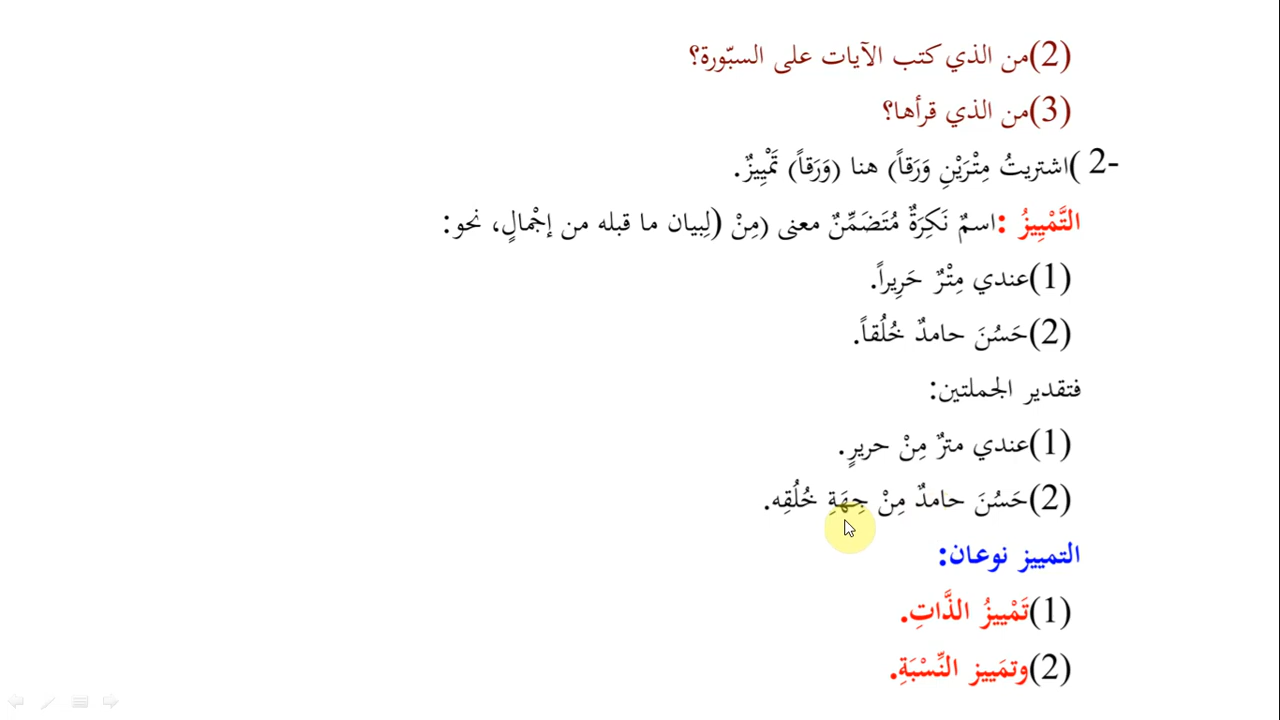 (2)من الذي كتب الآيات على السبّورة؟
(3)من الذي قرأها؟
2- )اشتريتُ مِتْرَيْنِ وَرَقاً) هنا (وَرَقاً) تَمْيِيزٌ.
التَّمْيِيزُ :اسمٌ نَكِرَةٌ مُتَضَمِّنٌ معنى (مِنْ (لِبيان ما قبله من إجْمالٍ، نحو:
(1)عندي مِتْرٌ حَرِيراً.
(2)حَسُنَ حامدٌ خُلُقاً.
فتقدير الجملتين:
(1)عندي مترٌ مِنْ حريرٍ.
(2)حَسُنَ حامدٌ مِنْ جِهَةِ خُلُقِه.
التمييز نوعان:
(1)تَمْييزُ الذَّاتِ.
(2)وتمَييز النِّسْبَةِ.